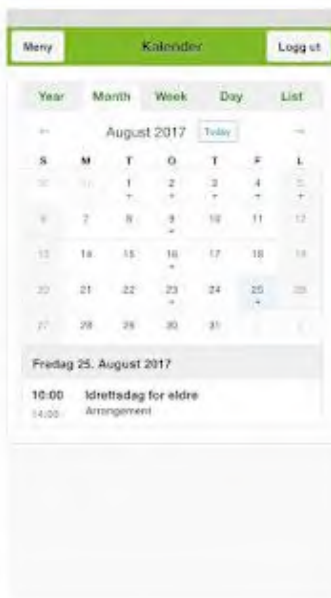 Meny Kalender Logg ut
Year Month Week Day List
← August 2017 Today →
S M T O T F L
30 31 1 2 3 4 5
6 7 8 9 10 11 12
13 14 15 16 17 18 19
20 21 22 23 24 25 26
27 28 29 30 31
Fredag 25. August 2017
10:00 Idrettsdag for eldre
14:00 Arrangement